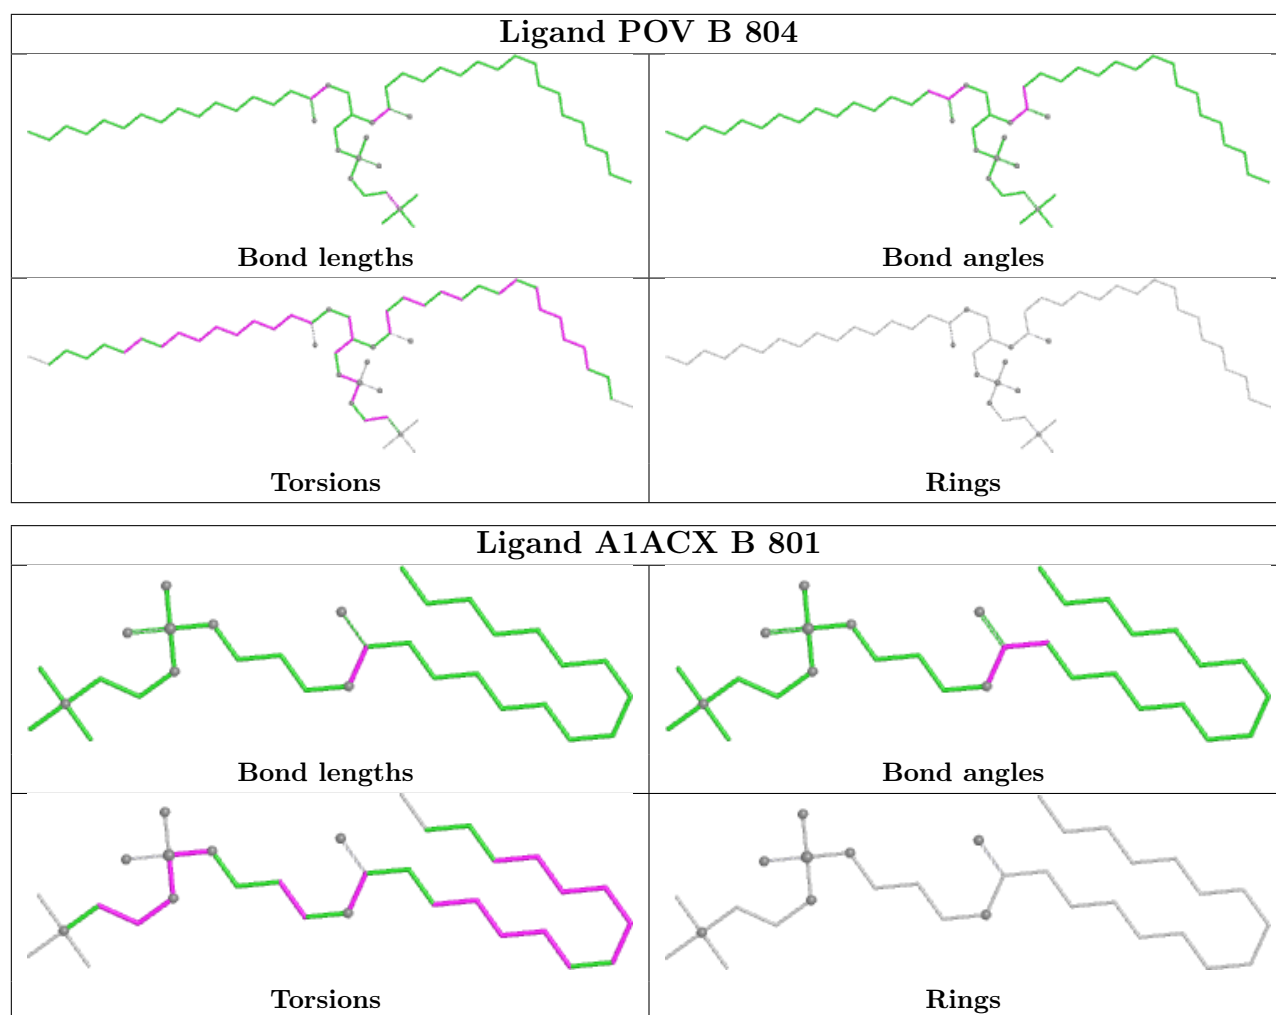 Ligand POV B 804
Bond lengths
Bond angles
Torsions
Rings
Ligand A1ACX B 801
Bond lengths
Bond angles
Torsions
Rings